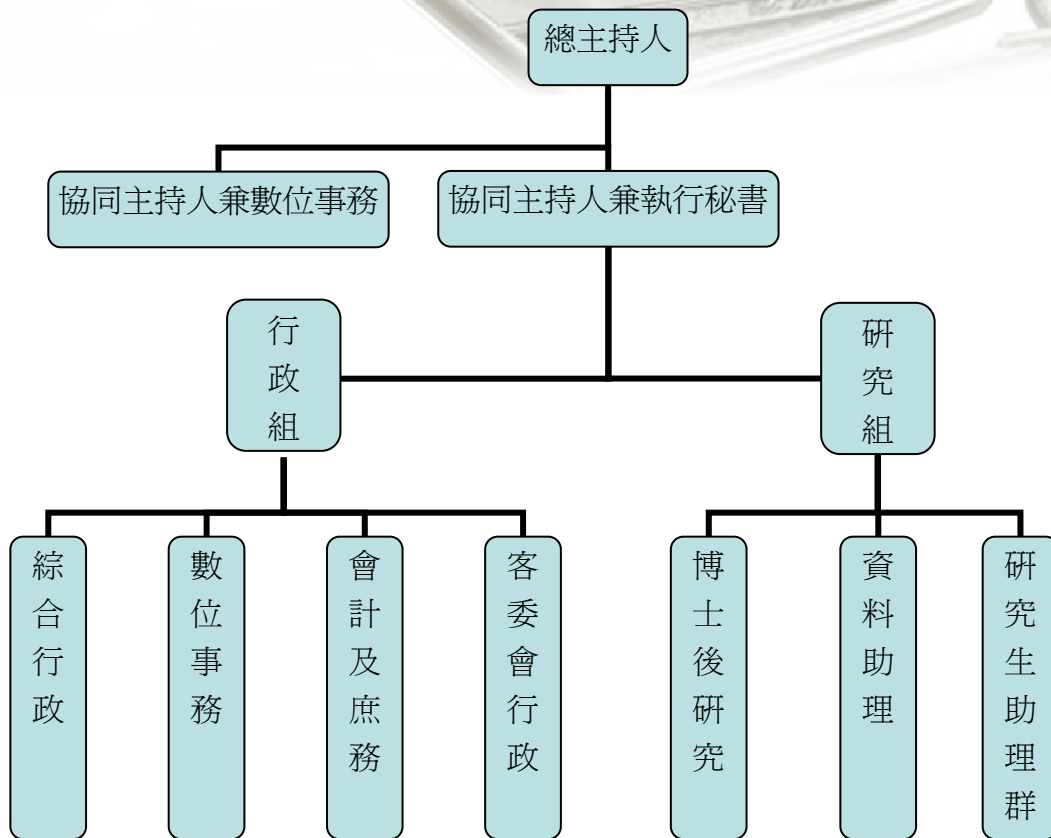 總主持人
協同主持人兼數位事務
協同主持人兼執行秘書
行政組
研究組
綜合行政
數位事務
會計及庶務
客委會行政
博士後研究
資料助理
研究生助理群